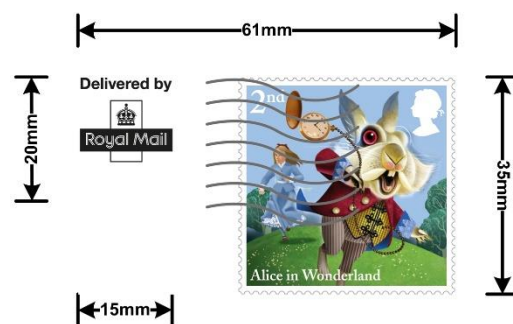 61mm
Delivered by
Royal Mail
2nd
20mm
35mm
Alice in Wonderland
15mm